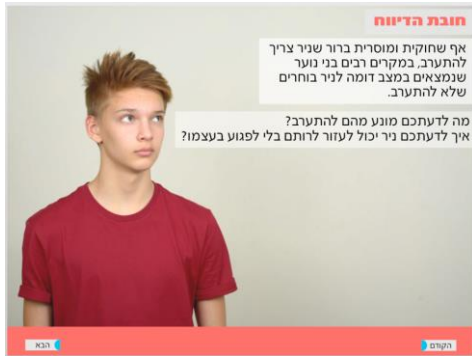 חובת הדיווח
אף שחוקית ומוסרית ברור שניר צריך
להתערב, במקרים רבים בני נוער
שנמצאים במצב דומה לניר בוחרים
שלא להתערב.
מה לדעתכם מונע מהם להתערב?
איך לדעתכם ניר יכול לעזור לרותם בלי לפגוע בעצמו?
הקודם
הבא